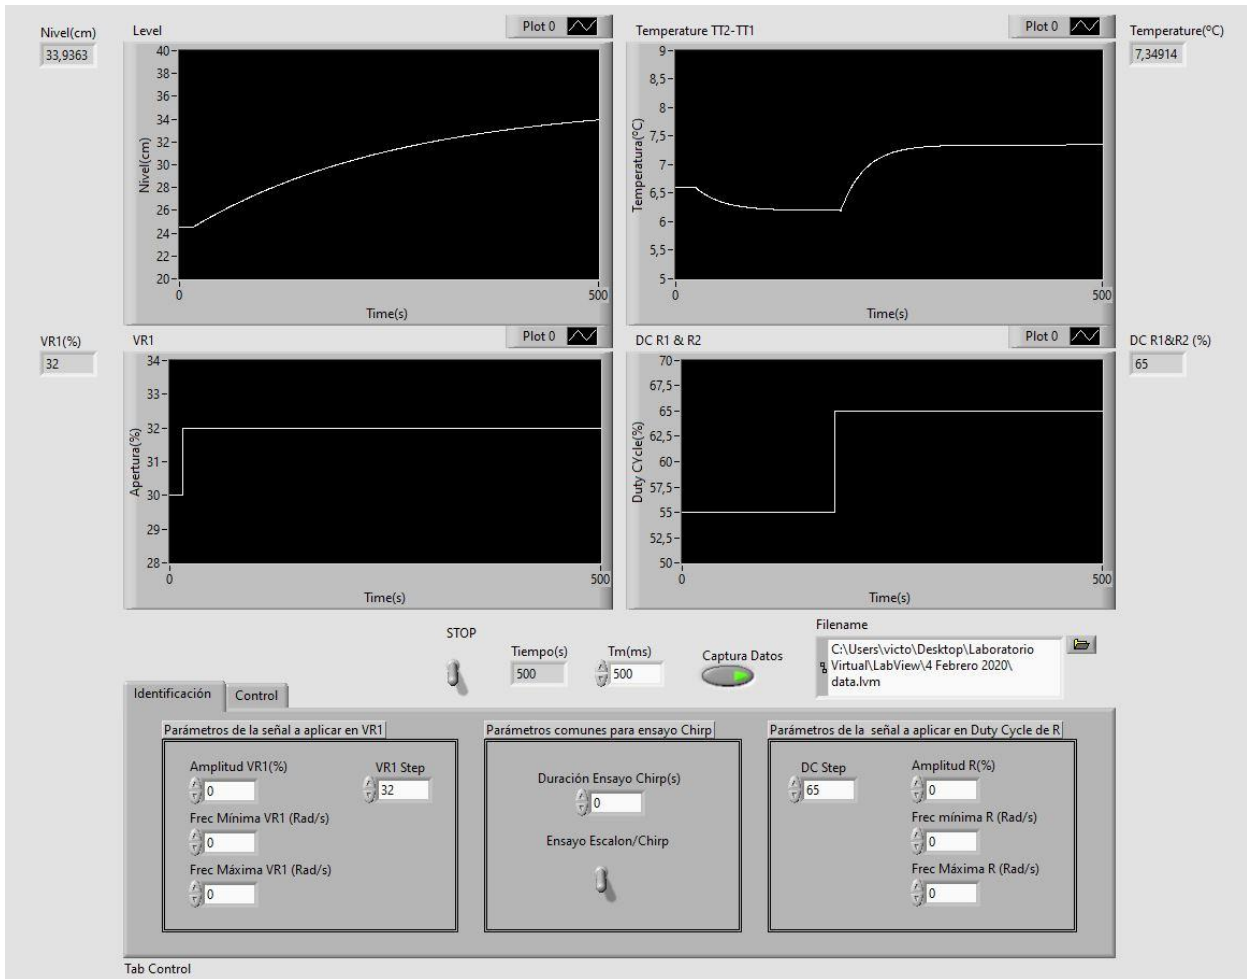 Nivel(cm)
33,9363
Level
Plot 0
Nivel(cm)
40
38
36
34
32
30
28
26
24
22
20
0
500
Time(s)
Temperature TT2-TT1
Plot 0
Temperatura(ºC)
9
8,5
8
7,5
7
6,5
6
5,5
5
0
500
Time(s)
Temperature(ºC)
7,34914
VR1(%)
32
VR1
Plot 0
Apertura(%)
34
33
32
31
30
29
28
0
500
Time(s)
DC R1 & R2
Plot 0
Duty CYcle(%)
70
67,5
65
62,5
60
57,5
55
52,5
50
0
500
Time(s)
DC R1&R2 (%)
65
STOP
Tiempo(s)
500
Tm(ms)
500
Captura Datos
Filename
C:\Users\victo\Desktop\Laboratorio
Virtual\LabView\4 Febrero 2020\
data.lvm
Identificación
Control
Parámetros de la señal a aplicar en VR1
Amplitud VR1(%)
0
VR1 Step
32
Frec Mínima VR1 (Rad/s)
0
Frec Máxima VR1 (Rad/s)
0
Parámetros comunes para ensayo Chirp
Duración Ensayo Chirp(s)
0
Ensayo Escalon/Chirp
Parámetros de la  señal a aplicar en Duty Cycle de R
DC Step
65
Amplitud R(%)
0
Frec mínima R (Rad/s)
0
Frec Máxima R (Rad/s)
0
Tab Control